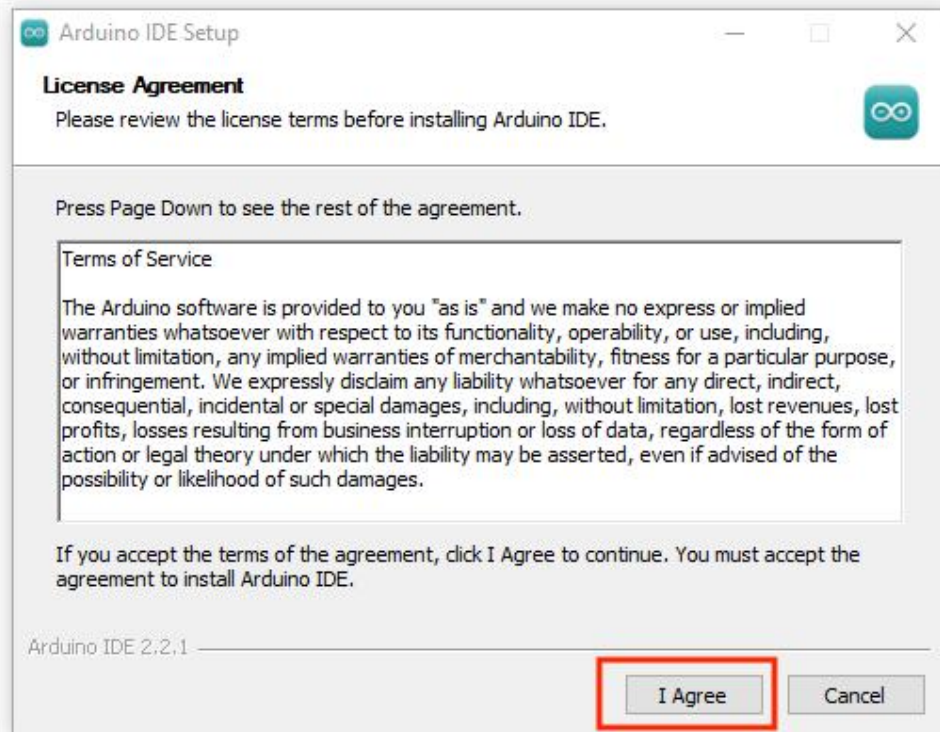 Arduino IDE Setup
License Agreement
Please review the license terms before installing Arduino IDE.
Press Page Down to see the rest of the agreement.
Terms of Service
The Arduino software is provided to you "as is" and we make no express or implied
warranties whatsoever with respect to its functionality, operability, or use, including,
without limitation, any implied warranties of merchantability, fitness for a particular purpose,
or infringement. We expressly disclaim any liability whatsoever for any direct, indirect,
consequential, incidental or special damages, including, without limitation, lost revenues, lost
profits, losses resulting from business interruption or loss of data, regardless of the form of
action or legal theory under which the liability may be asserted, even if advised of the
possibility or likelihood of such damages.
If you accept the terms of the agreement, click I Agree to continue. You must accept the
agreement to install Arduino IDE.
Arduino IDE 2.2.1
I Agree
Cancel